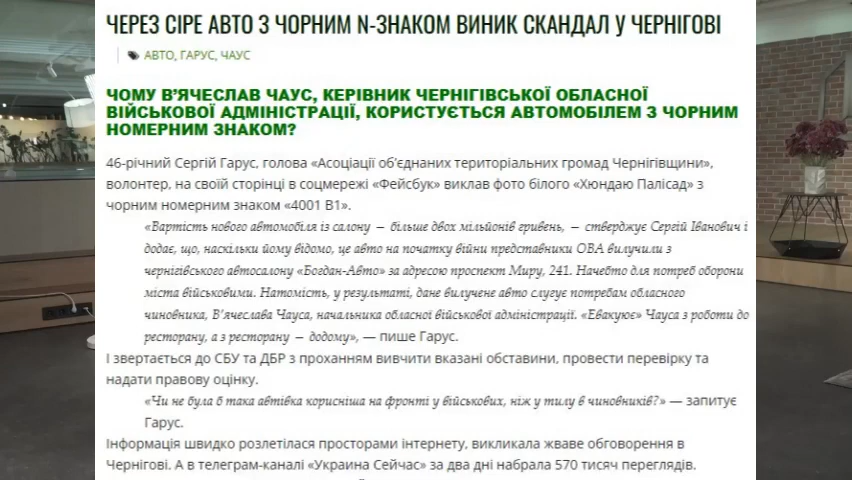 ЧЕРЕЗ СІРЕ АВТО З ЧОРНИМ N-ЗНАКОМ ВИНИК СКАНДАЛ У ЧЕРНІГОВІ
АВТО, ГАРУС, ЧАУС
ЧОМУ В’ЯЧЕСЛАВ ЧАУС, КЕРІВНИК ЧЕРНІГІВСЬКОЇ ОБЛАСНОЇ
ВІЙСЬКОВОЇ АДМІНІСТРАЦІЇ, КОРИСТУЄТЬСЯ АВТОМОБІЛЕМ З ЧОРНИМ
НОМЕРНИМ ЗНАКОМ?
46-річний Сергій Гарус, голова «Асоціації об’єднаних територіальних громад Чернігівщини»,
волонтер, на своїй сторінці в соцмережі «Фейсбук» виклав фото білого «Хюндаю Палісад» з
чорним номерним знаком «4001 В1».
«Вартість нового автомобіля із салону — більше двох мільйонів гривень, — стверджує Сергій Іванович і
додає, що, наскільки йому відомо, це авто на початку війни представники ОВА вилучили з
чернігівського автосалону «Богдан-Авто» за адресою проспект Миру, 241. Начебто для потреб оборони
міста військовими. Натомість, у результаті, дане вилучене авто слугує потребам обласного
чиновника, В’ячеслава Чауса, начальника обласної військової адміністрації. «Евакуює» Чауса з роботи до
ресторану, а з ресторану — додому», — пише Гарус.
І звертається до СБУ та ДБР з проханням вивчити вказані обставини, провести перевірку та
надати правову оцінку.
«Чи не була б така автівка корисніша на фронті у військових, ніж у тилу в чиновників?» — запитує
Гарус.
Інформація швидко розлетілася просторами інтернету, викликала жваве обговорення в
Чернігові. А в телеграм-каналі «Украина Сейчас» за два дні набрала 570 тисяч переглядів.